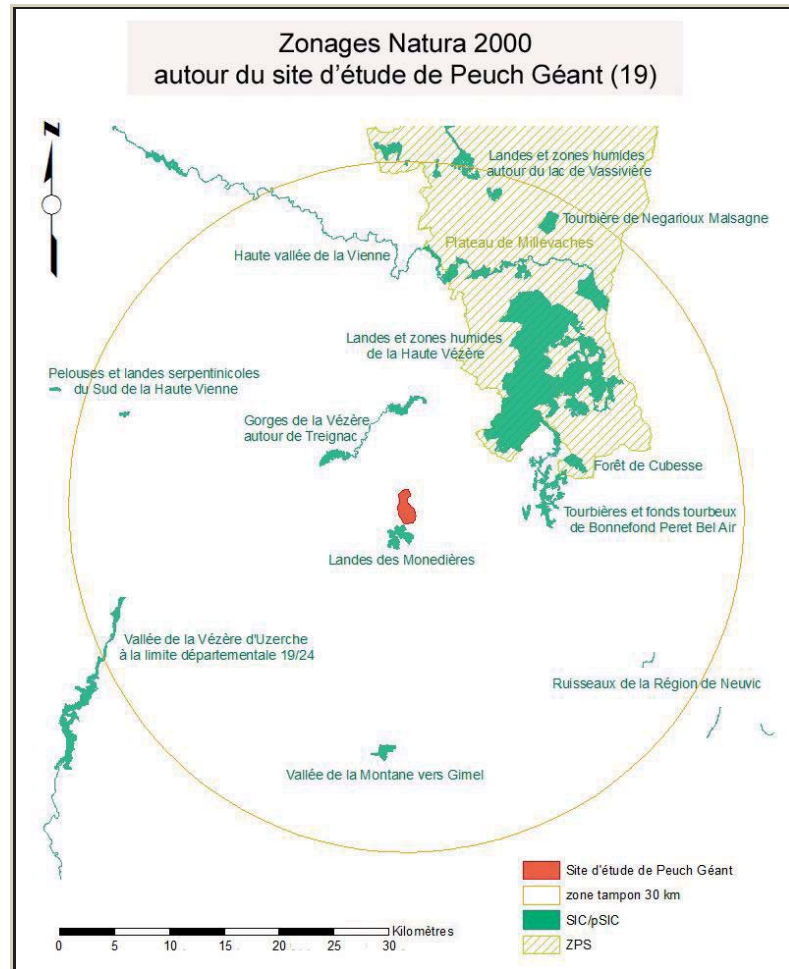 Zonages Natura 2000
autour du site d'étude de Peuch Géant (19)
Z
Landes et zones humides
autour du lac de Vassivière
Tourbière de Negarioux Malsagne
Plateau de Millevaches
Haute vallée de la Vienne
Landes et zones humides
de la Haute Vézère
Pelouses et landes serpentinicoles
du Sud de la Haute Vienne
Gorges de la Vézère
autour de Treignac
Forêt de Cubesse
Tourbières et fonds tourbeux
de Bonnefond Peret Bel Air
Landes des Monedières
Vallée de la Vézère d'Uzerche
à la limite départementale 19/24
Ruisseaux de la Région de Neuvic
Vallée de la Montane vers Gimel
Site d'étude de Peuch Géant
zone tampon 30 km
SIC/pSIC
ZPS
Kilomètres
0 5 10 15 20 25 30